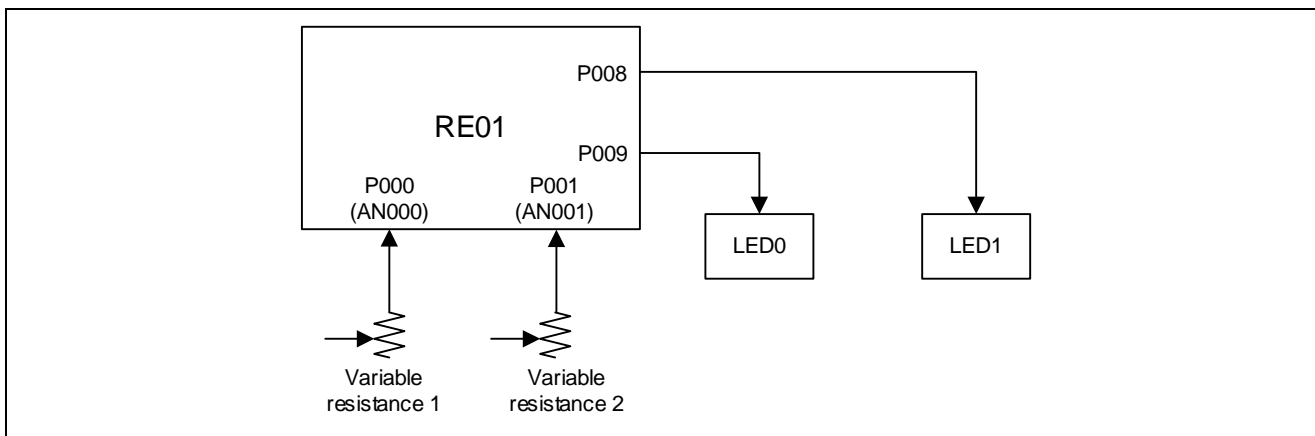 P008
RE01
P009
P000
(AN000)
P001
(AN001)
LED0
LED1
Variable
resistance 1
Variable
resistance 2